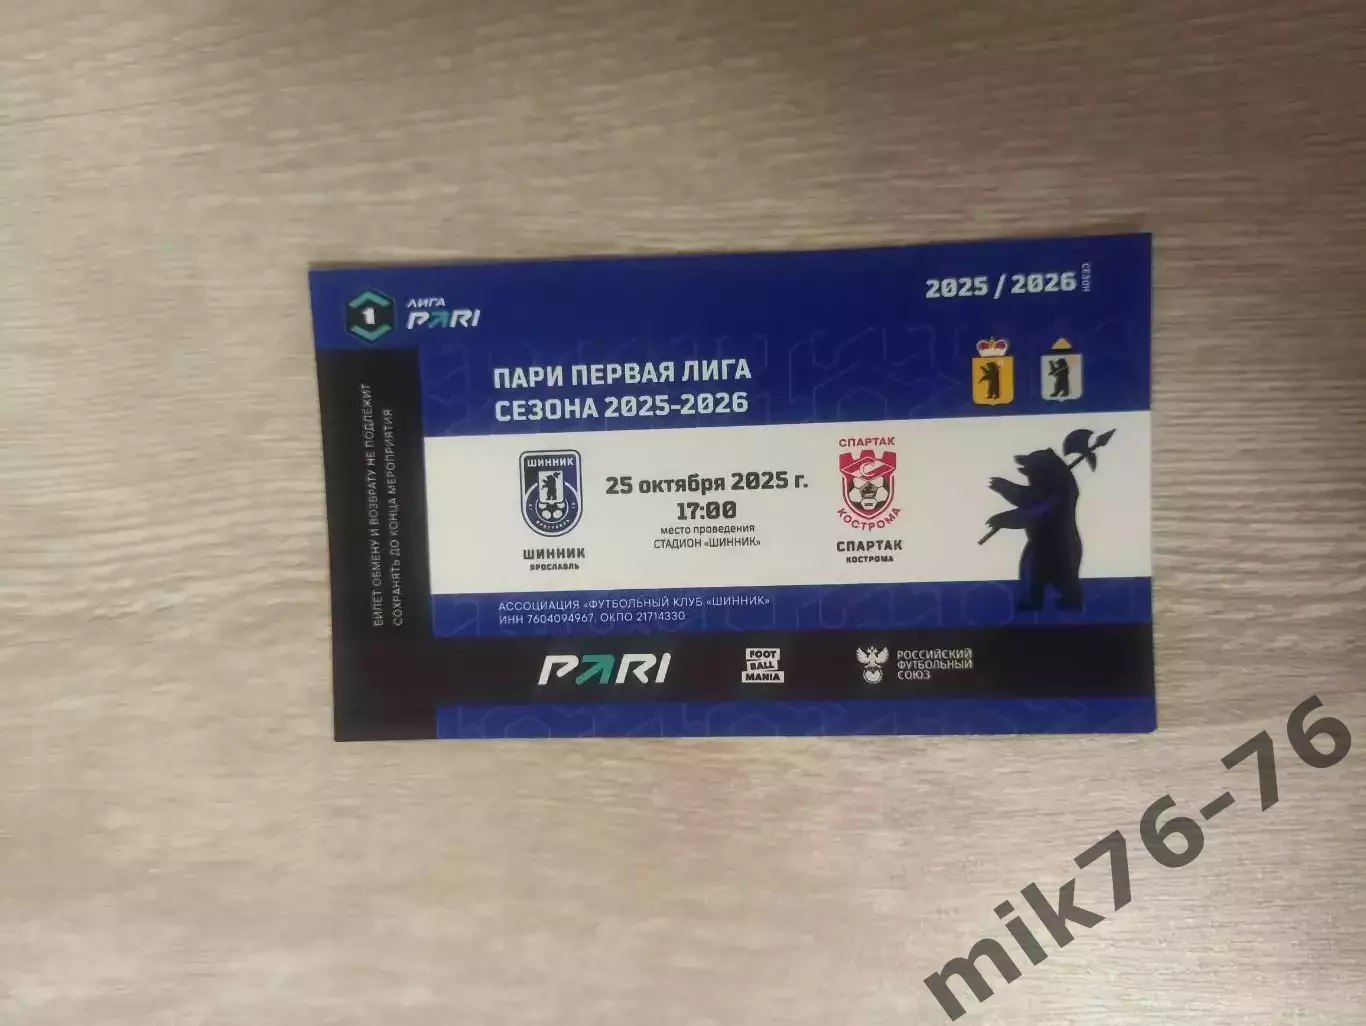 1
ЛИГА
PARI
2025 / 2026
СЕЗОН
ПАРИ ПЕРВАЯ ЛИГА
СЕЗОНА 2025-2026
БИЛЕТ ОБМЕНУ И ВОЗВРАТУ НЕ ПОДЛЕЖИТ
СОХРАНЯТЬ ДО КОНЦА МЕРОПРИЯТИЯ
ШИННИК
ЯРОСЛАВЛЬ
ШИННИК
ЯРОСЛАВЛЬ
25 октября 2025 г.
17:00
место проведения
СТАДИОН «ШИННИК»
СПАРТАК
КОСТРОМА
СПАРТАК
КОСТРОМА
АССОЦИАЦИЯ «ФУТБОЛЬНЫЙ КЛУБ «ШИННИК»
ИНН 7604094967, ОКПО 21714330
PARI
FOOT
BALL
MANIA
РОССИЙСКИЙ
ФУТБОЛЬНЫЙ
СОЮЗ
mik76-76